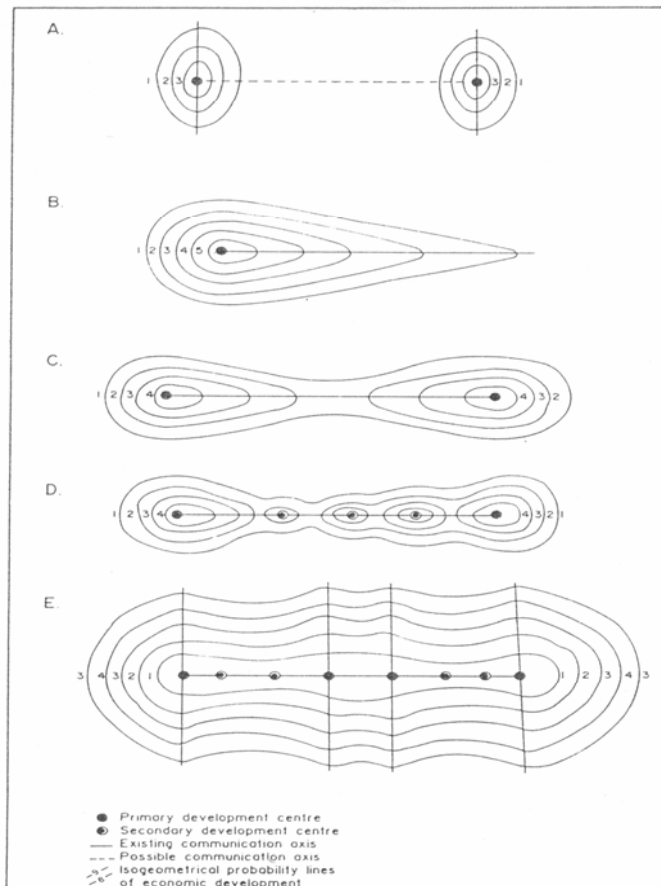 A.
1 2 3 3 2 1
B.
1 2 3 4 5
C.
1 2 3 4 4 3 2
D.
1 2 3 4 4 3 2 1
E.
3 4 3 2 1 1 2 3 4 3
Primary development centre
Secondary development centre
Existing communication axis
Possible communication axis
Isogeometrical probability lines
of economic development